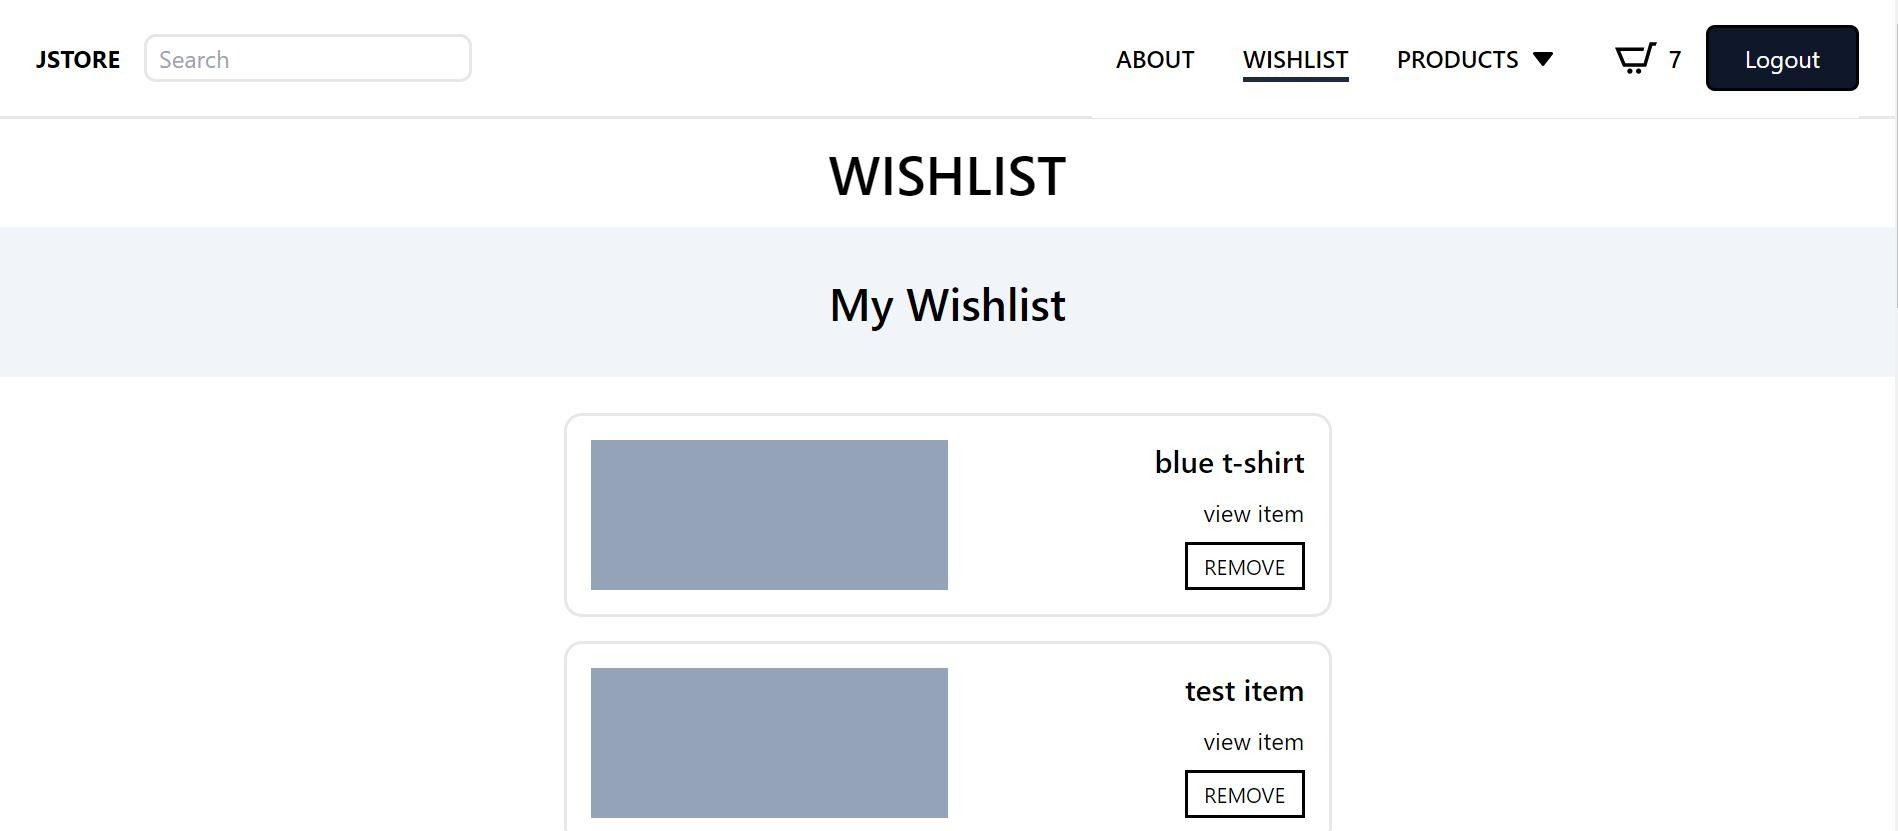 JSTORE Search ABOUT WISHLIST PRODUCTS 7 Logout
WISHLIST
My Wishlist
blue t-shirt
view item
REMOVE
test item
view item
REMOVE